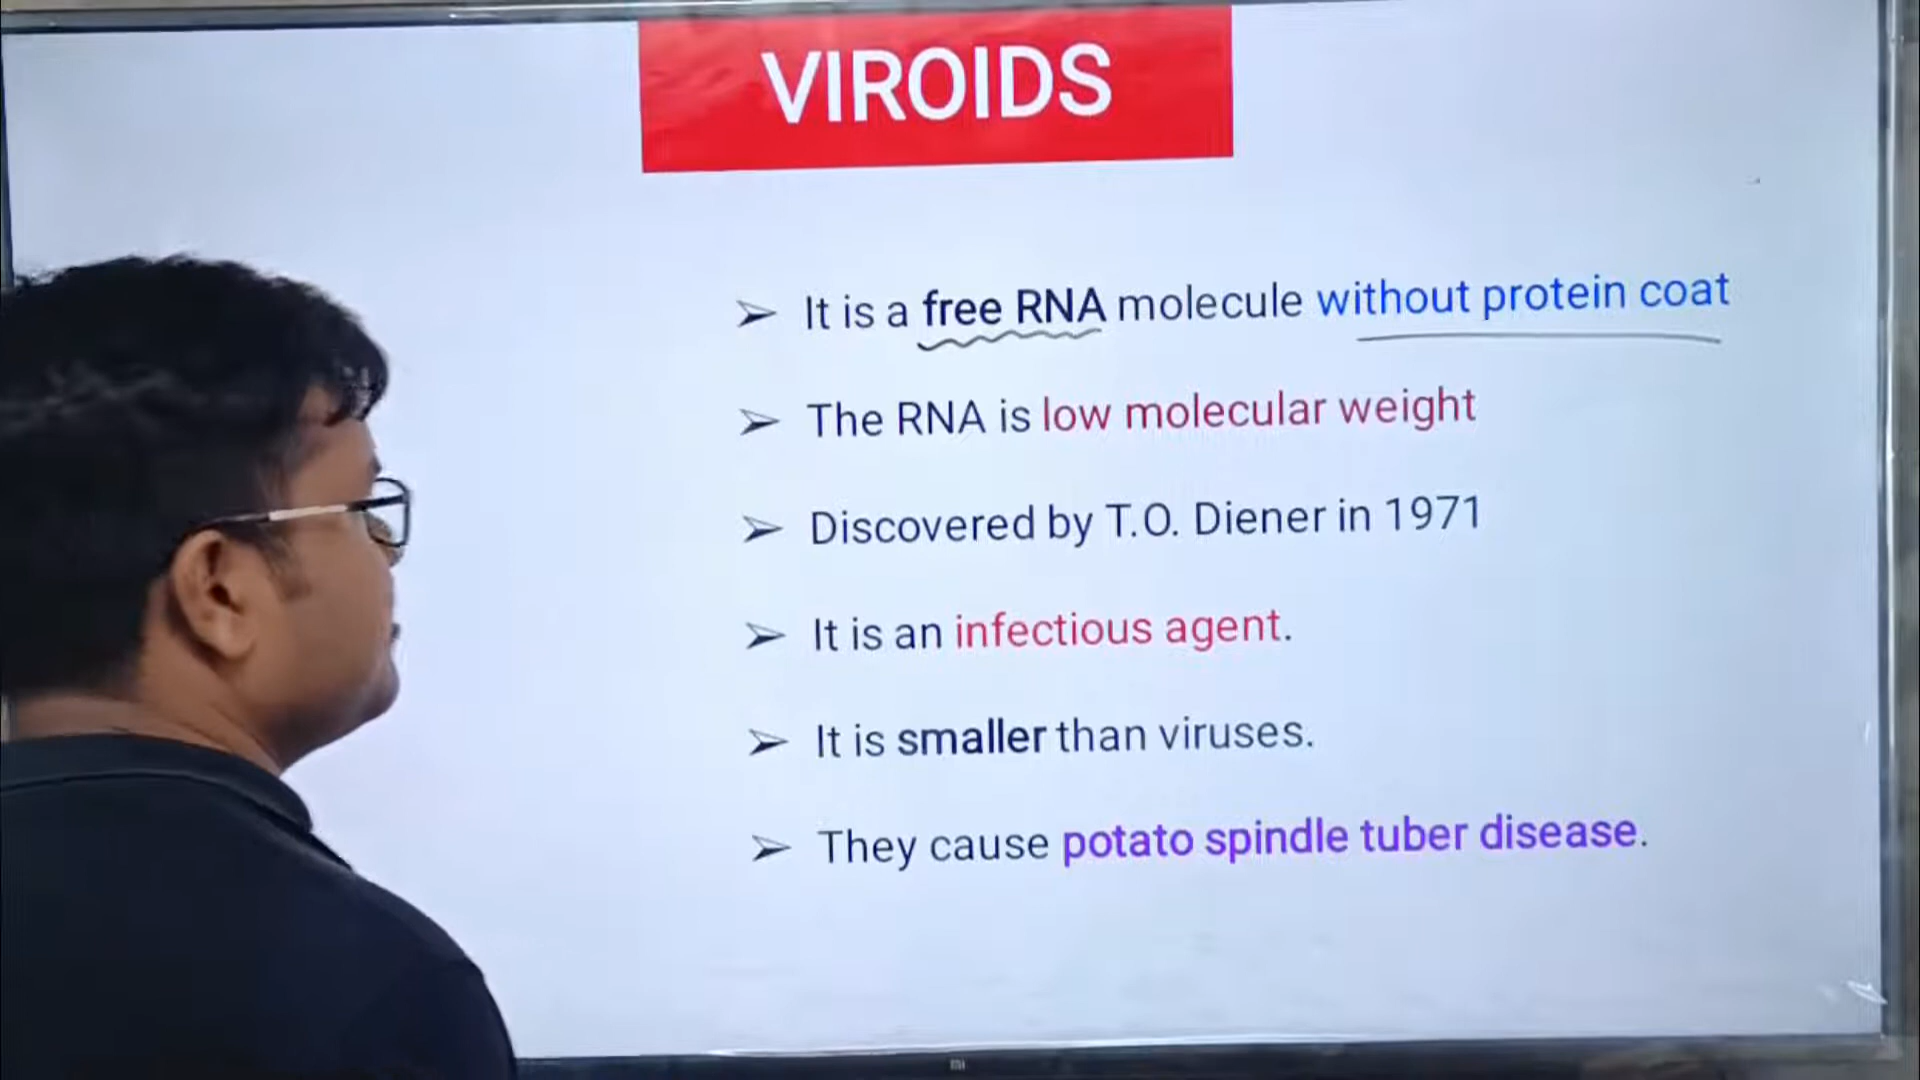 VIROIDS
➢ It is a free RNA molecule without protein coat
➢ The RNA is low molecular weight
➢ Discovered by T.O. Diener in 1971
➢ It is an infectious agent.
➢ It is smaller than viruses.
➢ They cause potato spindle tuber disease.
mi